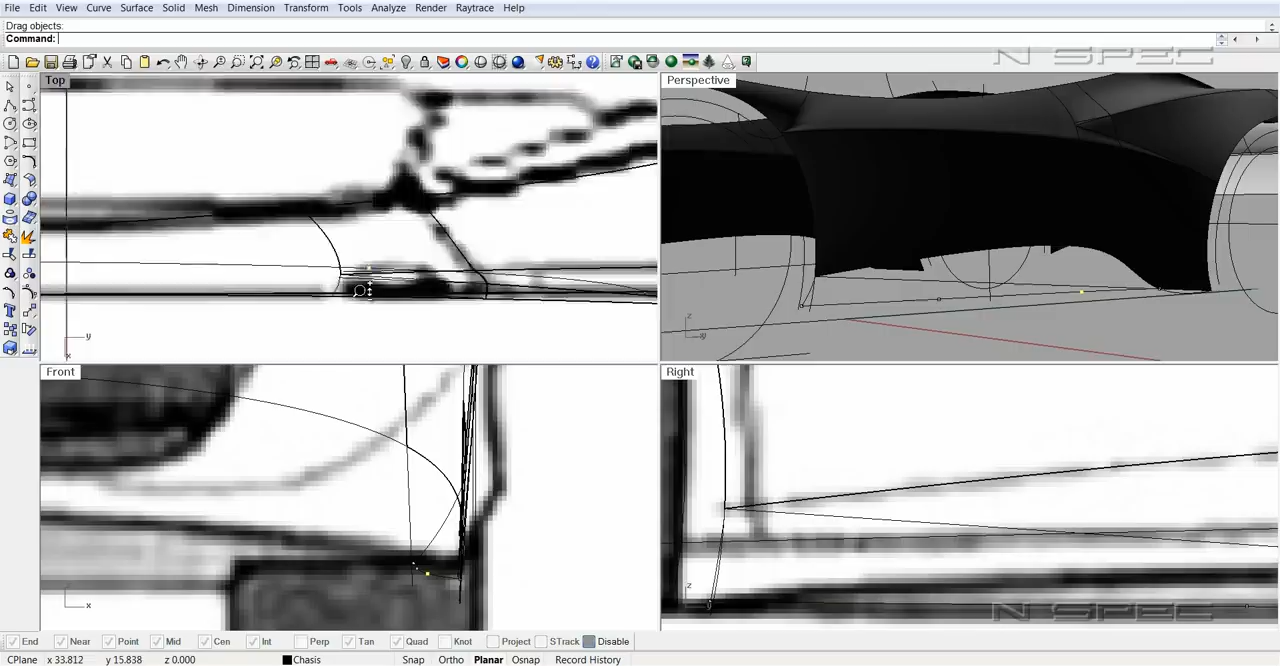 File Edit View Curve Surface Solid Mesh Dimension Transform Tools Analyze Render Raytrace Help
Drag objects:
Command:
N SPEC
Top
Perspective
y
x
z
y
Front
Right
x
z
y
N SPEC
End Near Point Mid Cen Int Perp Tan Quad Knot Project STrack Disable
CPlane x 33.812 y 15.838 z 0.000 Chasis Snap Ortho Planar Osnap Record History